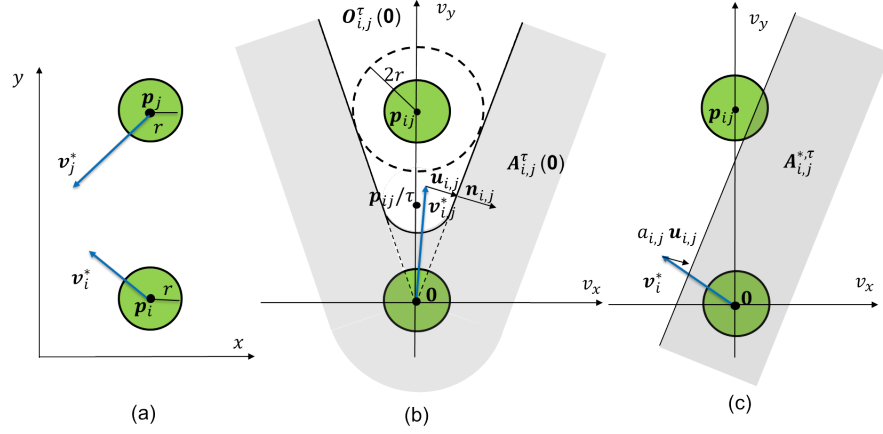 y
𝒑_j
r
𝒗_j^*
𝒗_i^*
r
𝒑_i
x
(a)
𝑶_{i,j}^τ(𝟎)
v_y
2r
𝒑_{ij}
𝑨_{i,j}^τ(𝟎)
𝒖_{i,j}
𝒑_{ij}/τ
𝒗_{i,j}^*
𝒏_{i,j}
𝟎
v_x
(b)
v_y
𝒑_{ij}
𝑨_{i,j}^{*,τ}
a_{i,j} 𝒖_{i,j}
𝒗_i^*
𝟎
v_x
(c)